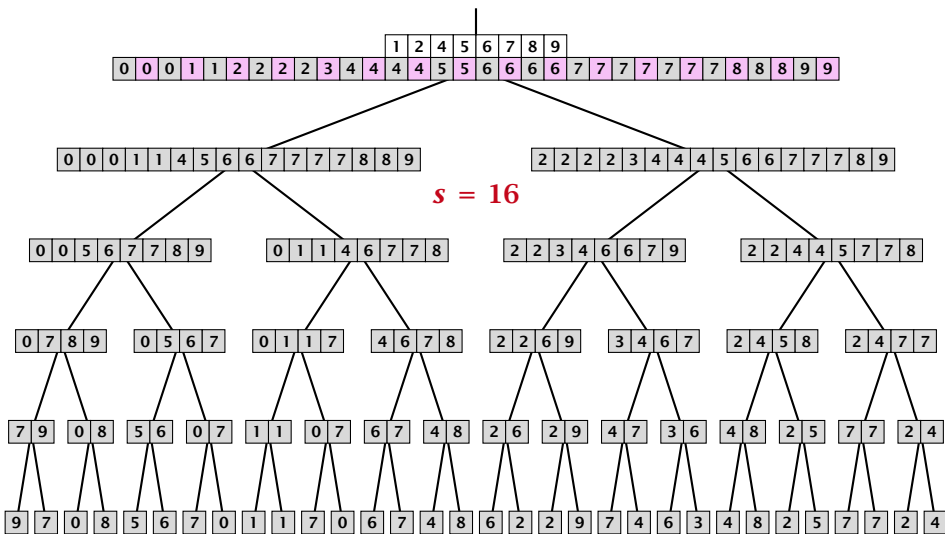 1 2 4 5 6 7 8 9
0 0 0 1 1 2 2 2 2 3 4 4 4 4 5 5 6 6 6 6 7 7 7 7 7 7 7 8 8 8 9 9
0 0 0 1 1 4 5 6 6 7 7 7 7 8 8 9 2 2 2 2 3 4 4 4 5 6 6 7 7 7 8 9
s = 16
0 0 5 6 7 7 8 9 0 1 1 4 6 7 7 8 2 2 3 4 6 6 7 9 2 2 4 4 5 7 7 8
0 7 8 9 0 5 6 7 0 1 1 7 4 6 7 8 2 2 6 9 3 4 6 7 2 4 5 8 2 4 7 7
7 9 0 8 5 6 0 7 1 1 0 7 6 7 4 8 2 6 2 9 4 7 3 6 4 8 2 5 7 7 2 4
9 7 0 8 5 6 7 0 1 1 7 0 6 7 4 8 6 2 2 9 7 4 6 3 4 8 2 5 7 7 2 4